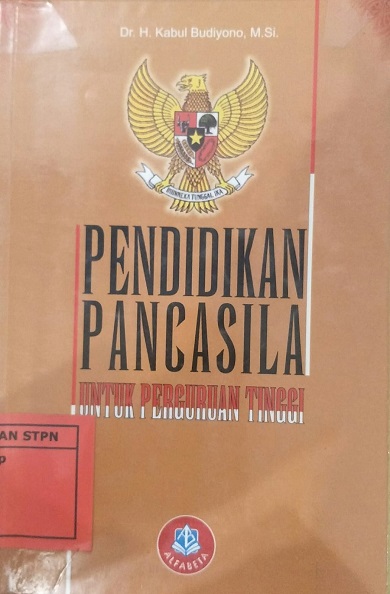 Dr. H. Kabul Budiyono, M.Si.
BHINNEKA TUNGGAL IKA
PENDIDIKAN
PANCASILA
UNTUK PERGURUAN TINGGI
AN STPN
P
ALFABETA